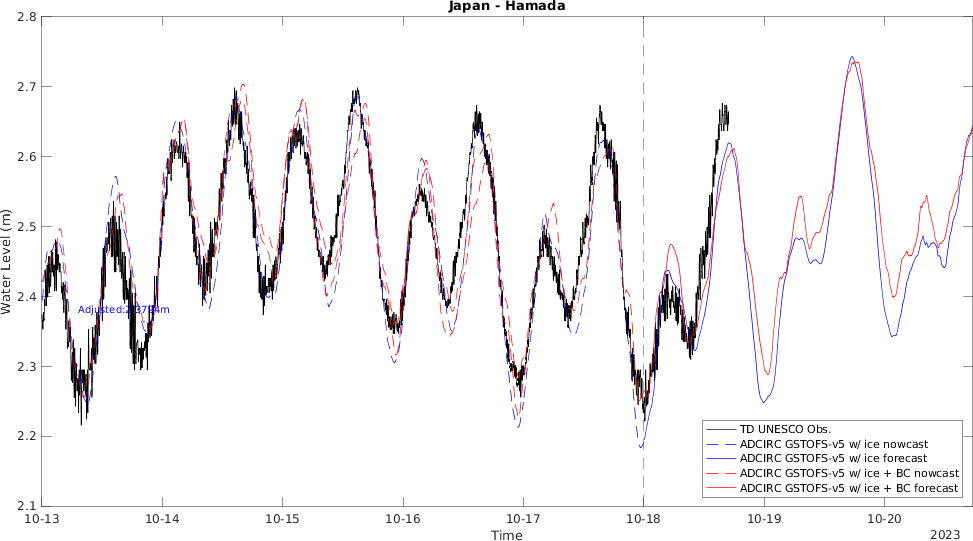 Japan - Hamada
2.8
2.7
2.6
2.5
2.4
2.3
2.2
2.1
Water Level (m)
TD UNESCO Obs.
ADCIRC GSTOFS-v5 w/ ice nowcast
ADCIRC GSTOFS-v5 w/ ice forecast
ADCIRC GSTOFS-v5 w/ ice + BC nowcast
ADCIRC GSTOFS-v5 w/ ice + BC forecast
10-13 10-14 10-15 10-16 10-17 10-18 10-19 10-20
Time
2023